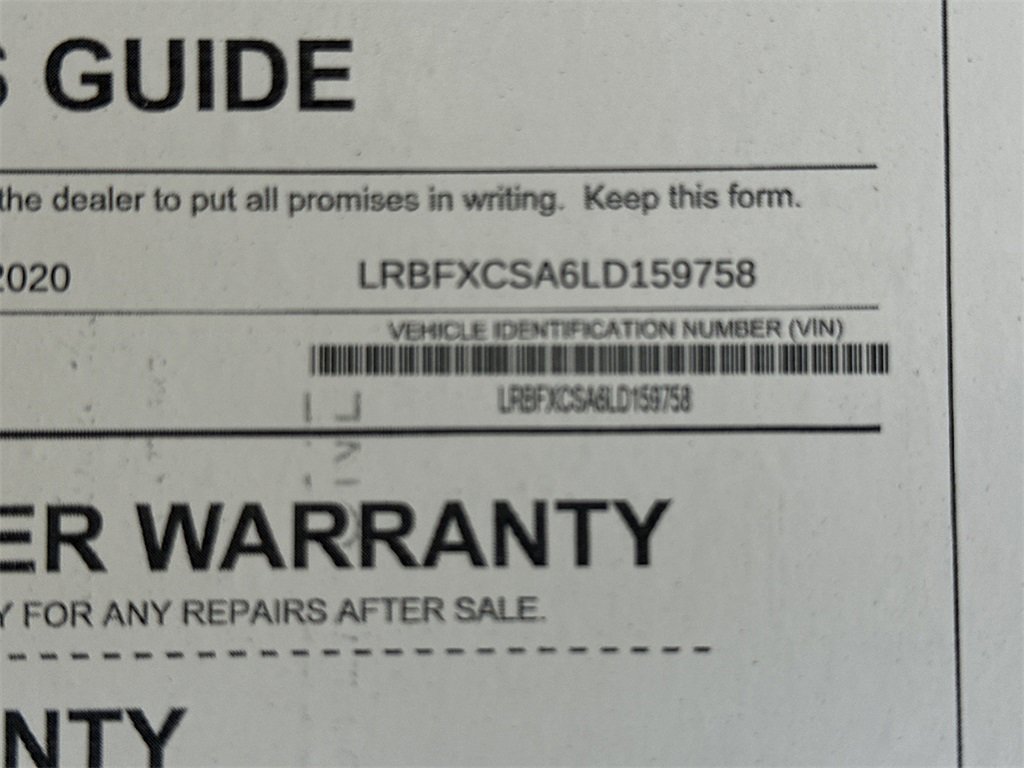 GUIDE
the dealer to put all promises in writing. Keep this form.
2020 LRBFXCSA6LD159758
VEHICLE IDENTIFICATION NUMBER (VIN)
LRBFXCSA6LD159758
ER WARRANTY
Y FOR ANY REPAIRS AFTER SALE.
NTY